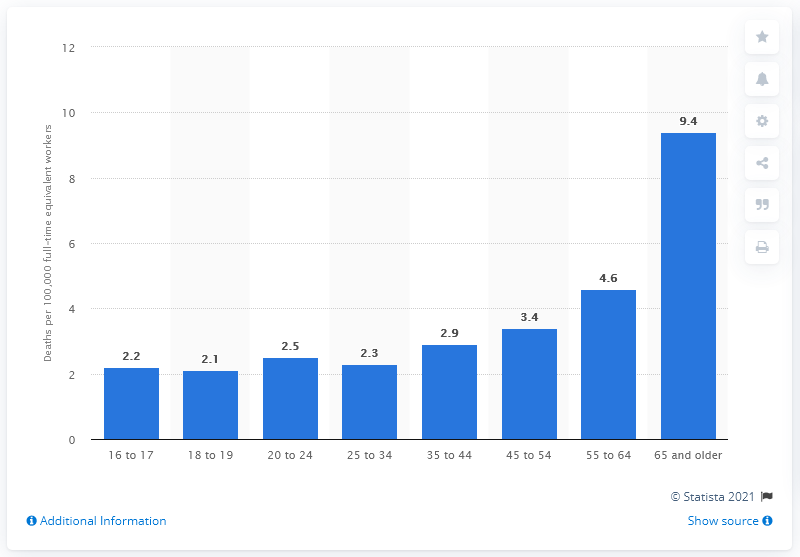 Deaths per 100,000 full-time equivalent workers
12
10
8
6
4
2
0
2.2
2.1
2.5
2.3
2.9
3.4
4.6
9.4
16 to 17
18 to 19
20 to 24
25 to 34
35 to 44
45 to 54
55 to 64
65 and older
© Statista 2021
Additional Information
Show source